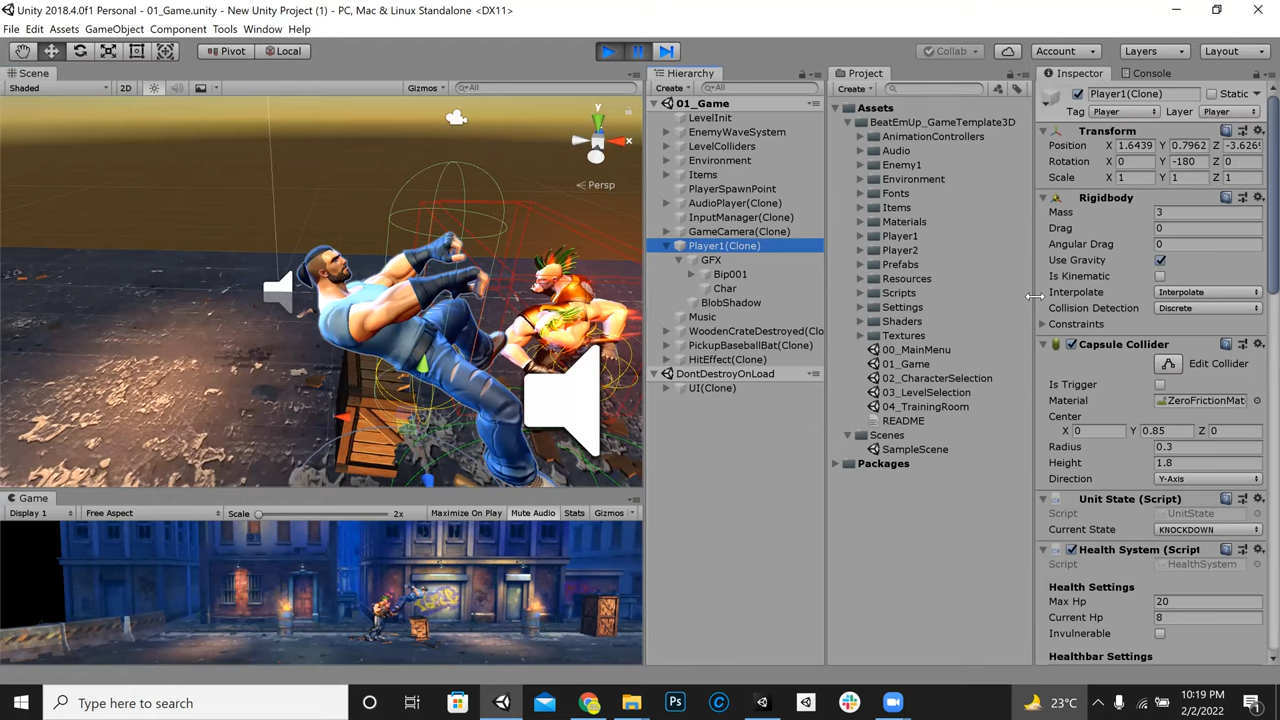 Unity 2018.4.0f1 Personal - 01_Game.unity - New Unity Project (1) - PC, Mac & Linux Standalone <DX11>
File Edit Assets GameObject Component Tools Window Help
Pivot Local Collab Account Layers Layout
Scene
Shaded 2D Gizmos All
y
x
Persp
Game
Display 1 Free Aspect Scale 2x Maximize On Play Mute Audio Stats Gizmos
Hierarchy
Create All
01_Game
LevelInit
EnemyWaveSystem
LevelColliders
Environment
Items
PlayerSpawnPoint
AudioPlayer(Clone)
InputManager(Clone)
GameCamera(Clone)
Player1(Clone)
GFX
Bip001
Char
BlobShadow
Music
WoodenCrateDestroyed(Clo
PickupBaseballBat(Clone)
HitEffect(Clone)
DontDestroyOnLoad
UI(Clone)
Project
Create
Assets
BeatEmUp_GameTemplate3D
AnimationControllers
Audio
Enemy1
Environment
Fonts
Items
Materials
Player1
Player2
Prefabs
Resources
Scripts
Settings
Shaders
Textures
00_MainMenu
01_Game
02_CharacterSelection
03_LevelSelection
04_TrainingRoom
README
Scenes
SampleScene
Packages
Inspector Console
Player1(Clone) Static
Tag Player Layer Player
Transform
Position X 1.6439 Y 0.7962 Z -3.6269
Rotation X 0 Y -180 Z 0
Scale X 1 Y 1 Z 1
Rigidbody
Mass 3
Drag 0
Angular Drag 0
Use Gravity
Is Kinematic
Interpolate Interpolate
Collision Detection Discrete
Constraints
Capsule Collider
Edit Collider
Is Trigger
Material ZeroFrictionMat
Center
X 0 Y 0.85 Z 0
Radius 0.3
Height 1.8
Direction Y-Axis
Unit State (Script)
Script UnitState
Current State KNOCKDOWN
Health System (Script
Script HealthSystem
Health Settings
Max Hp 20
Current Hp 8
Invulnerable
Healthbar Settings
Type here to search
23°C
10:19 PM
2/2/2022